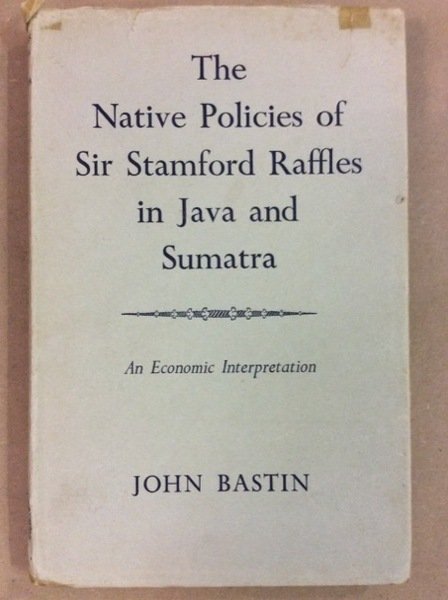 The
Native Policies of
Sir Stamford Raffles
in Java and
Sumatra
An Economic Interpretation
JOHN BASTIN